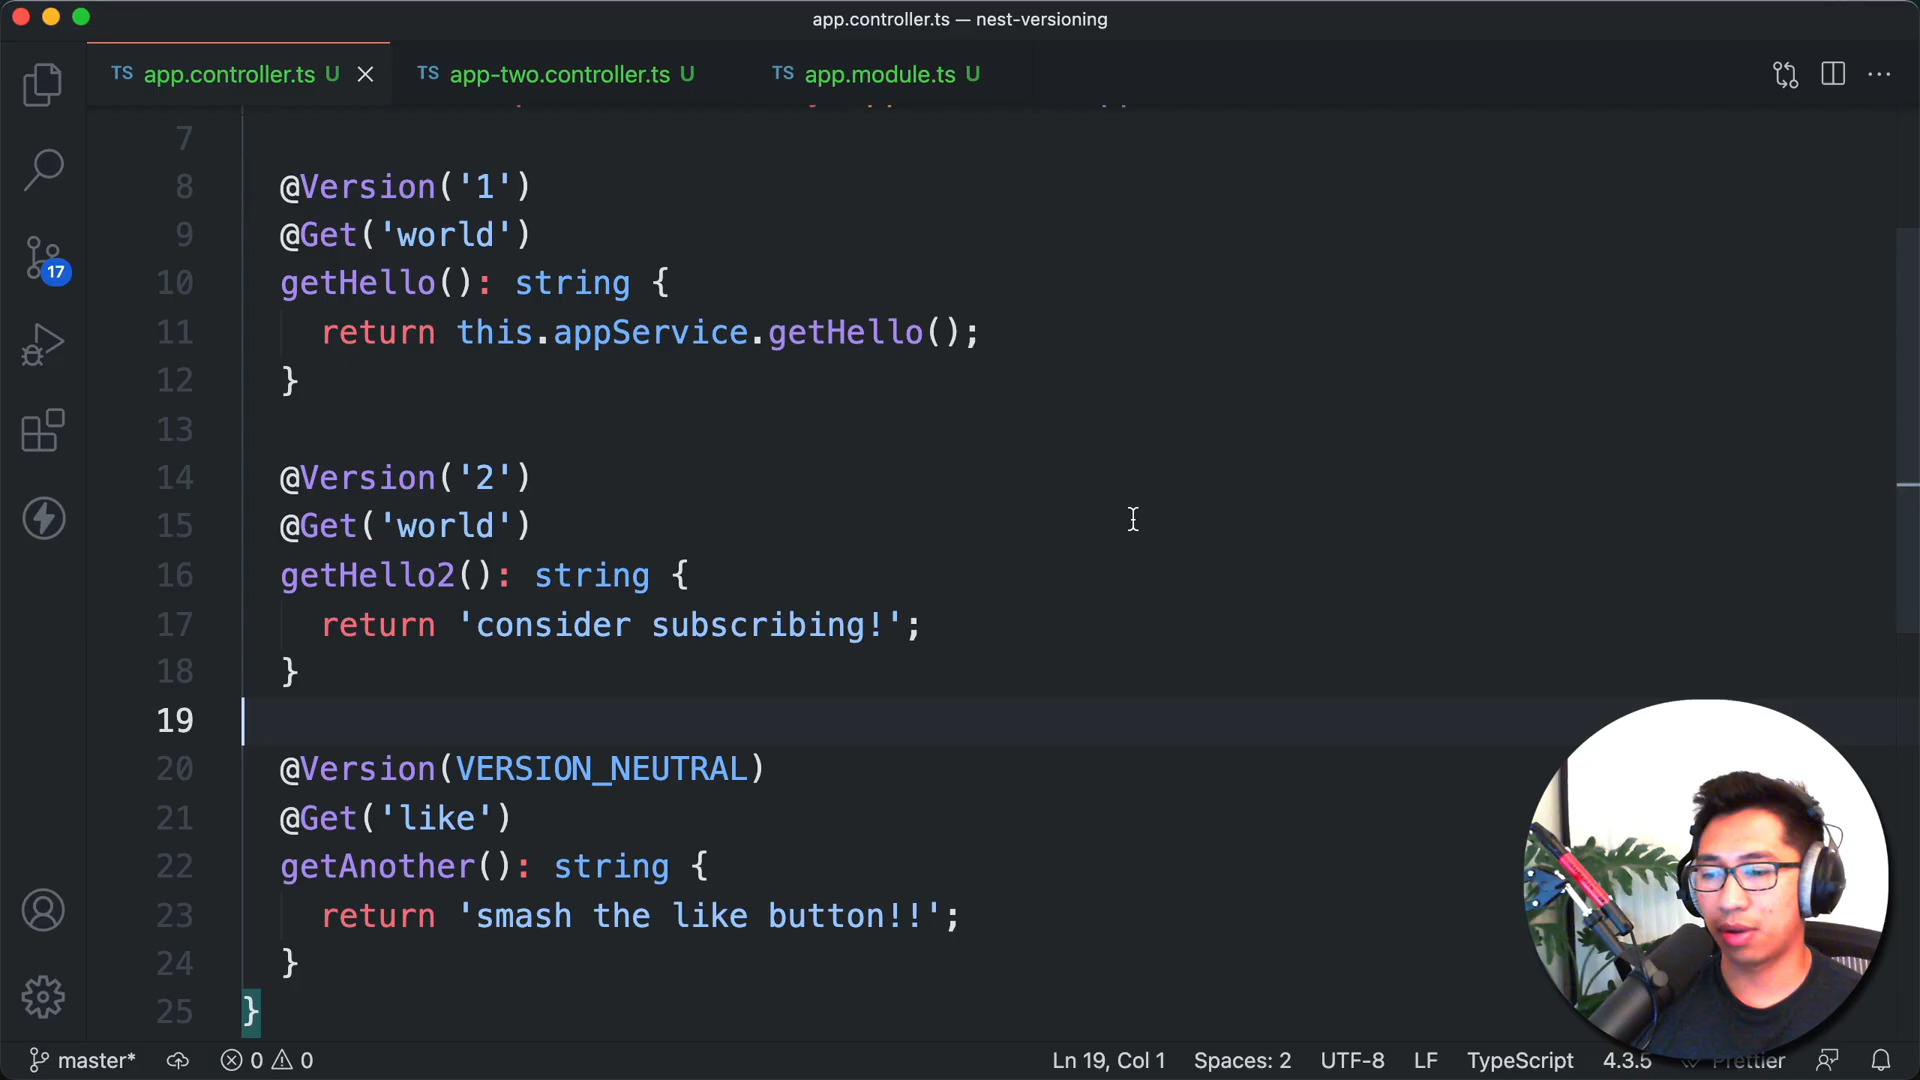 app.controller.ts — nest-versioning
TS app.controller.ts U
TS app-two.controller.ts U
TS app.module.ts U
7
8 @Version('1')
9 @Get('world')
10 getHello(): string {
11 return this.appService.getHello();
12 }
13
14 @Version('2')
15 @Get('world')
16 getHello2(): string {
17 return 'consider subscribing!';
18 }
19
20 @Version(VERSION_NEUTRAL)
21 @Get('like')
22 getAnother(): string {
23 return 'smash the like button!!';
24 }
25 }
17
master* 0 0 Ln 19, Col 1 Spaces: 2 UTF-8 LF TypeScript 4.3.5 Prettier